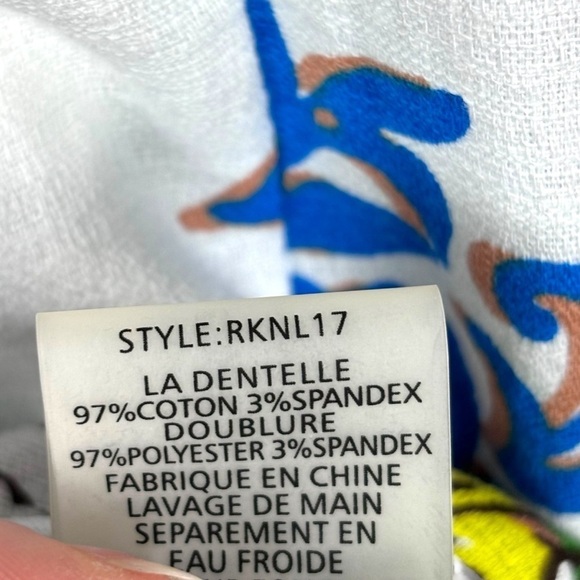 STYLE:RKNL17
LA DENTELLE
97%COTON 3%SPANDEX
DOUBLURE
97%POLYESTER 3%SPANDEX
FABRIQUE EN CHINE
LAVAGE DE MAIN
SEPAREMENT EN
EAU FROIDE